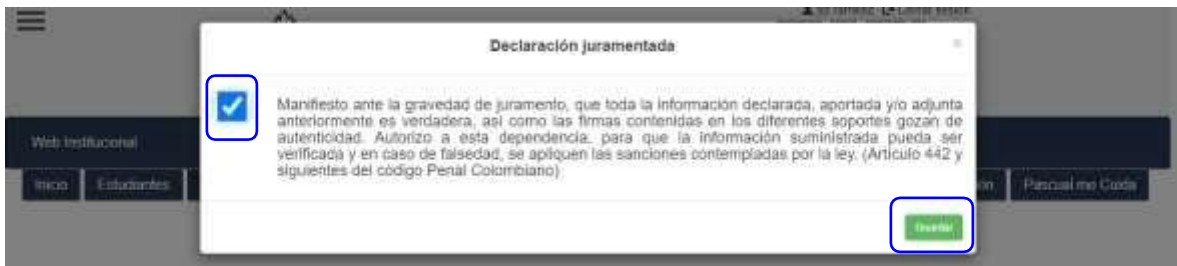 Cerrar sesión
Declaración juramentada
×
Manifiesto ante la gravedad de juramento, que toda la información declarada, aportada y/o adjunta
anteriormente es verdadera, así como las firmas contenidas en los diferentes soportes gozan de
autenticidad. Autorizo a esta dependencia, para que la información suministrada pueda ser
verificada y en caso de falsedad, se apliquen las sanciones contempladas por la ley. (Artículo 442 y
siguientes del código Penal Colombiano)
Web Institucional
Inicio Estudiantes Pascual me Cuida
Guardar